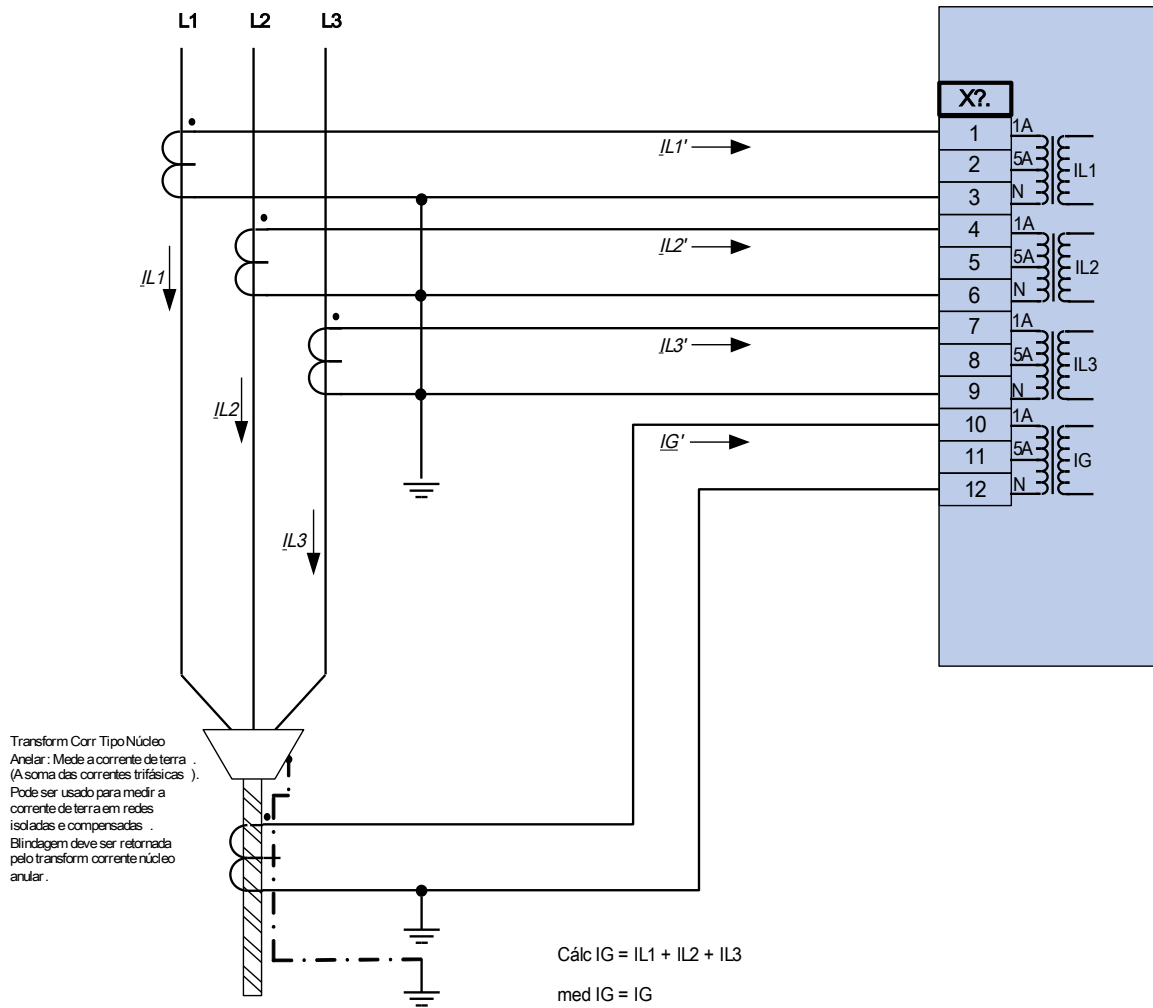 L1 L2 L3
X?.
1 1A
IL1'
2 5A IL1
3 N
4 1A
IL2'
5 5A IL2
IL1
6 N
7 1A
IL3'
8 5A IL3
9 N
IL2
10 1A
IG'
11 5A IG
12 N
IL3
Transform Corr Tipo Núcleo
Anelar : Mede a corrente de terra .
(A soma das correntes trifásicas ).
Pode ser usado para medir a
corrente de terra em redes
isoladas e compensadas .
Blindagem deve ser retornada
pelo transform corrente núcleo
anular .
Cálc IG = IL1 + IL2 + IL3
med IG = IG